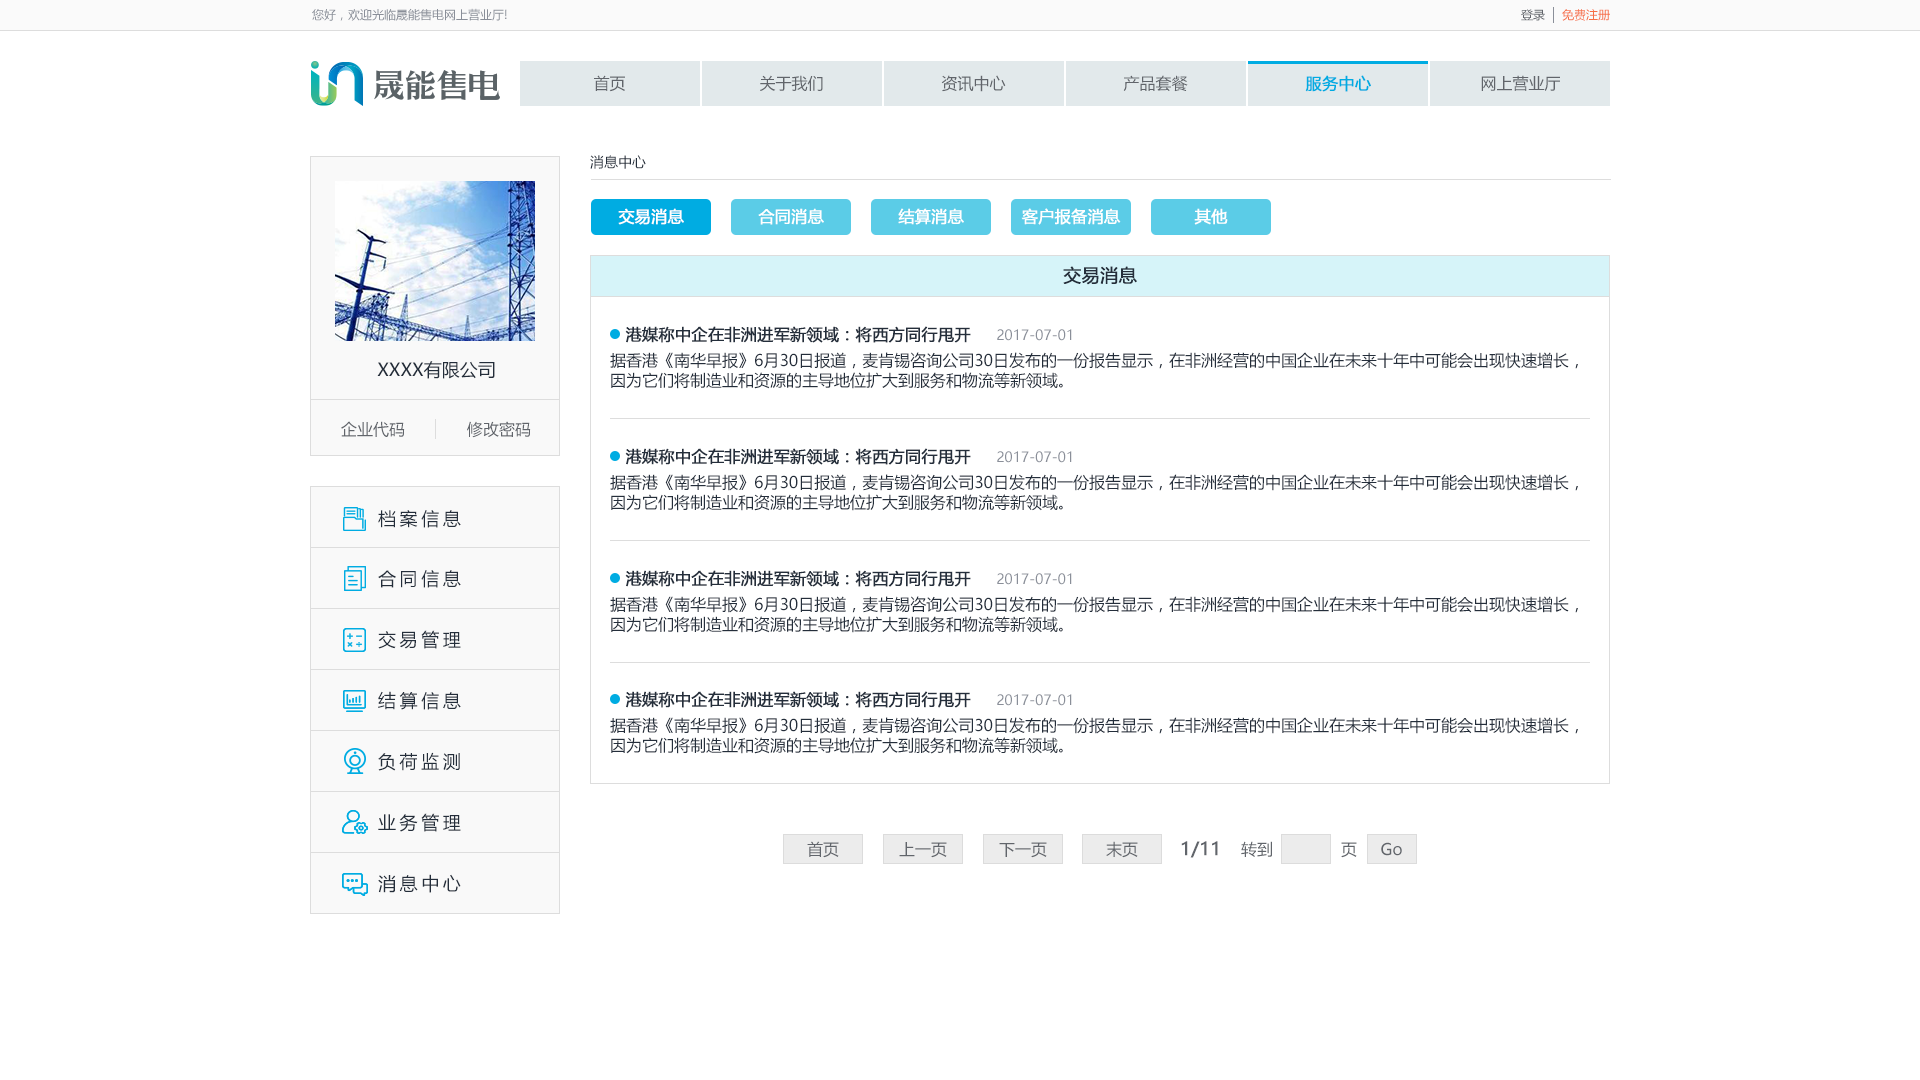 您好，欢迎光临晟能售电网上营业厅!
登录 免费注册
晟能售电
首页 关于我们 资讯中心 产品套餐 服务中心 网上营业厅
XXXX有限公司
企业代码 修改密码
档案信息
合同信息
交易管理
结算信息
负荷监测
业务管理
消息中心
消息中心
交易消息 合同消息 结算消息 客户报备消息 其他
交易消息
港媒称中企在非洲进军新领域：将西方同行甩开 2017-07-01
据香港《南华早报》6月30日报道，麦肯锡咨询公司30日发布的一份报告显示，在非洲经营的中国企业在未来十年中可能会出现快速增长，
因为它们将制造业和资源的主导地位扩大到服务和物流等新领域。
港媒称中企在非洲进军新领域：将西方同行甩开 2017-07-01
据香港《南华早报》6月30日报道，麦肯锡咨询公司30日发布的一份报告显示，在非洲经营的中国企业在未来十年中可能会出现快速增长，
因为它们将制造业和资源的主导地位扩大到服务和物流等新领域。
港媒称中企在非洲进军新领域：将西方同行甩开 2017-07-01
据香港《南华早报》6月30日报道，麦肯锡咨询公司30日发布的一份报告显示，在非洲经营的中国企业在未来十年中可能会出现快速增长，
因为它们将制造业和资源的主导地位扩大到服务和物流等新领域。
港媒称中企在非洲进军新领域：将西方同行甩开 2017-07-01
据香港《南华早报》6月30日报道，麦肯锡咨询公司30日发布的一份报告显示，在非洲经营的中国企业在未来十年中可能会出现快速增长，
因为它们将制造业和资源的主导地位扩大到服务和物流等新领域。
首页 上一页 下一页 末页 1/11 转到 页 Go